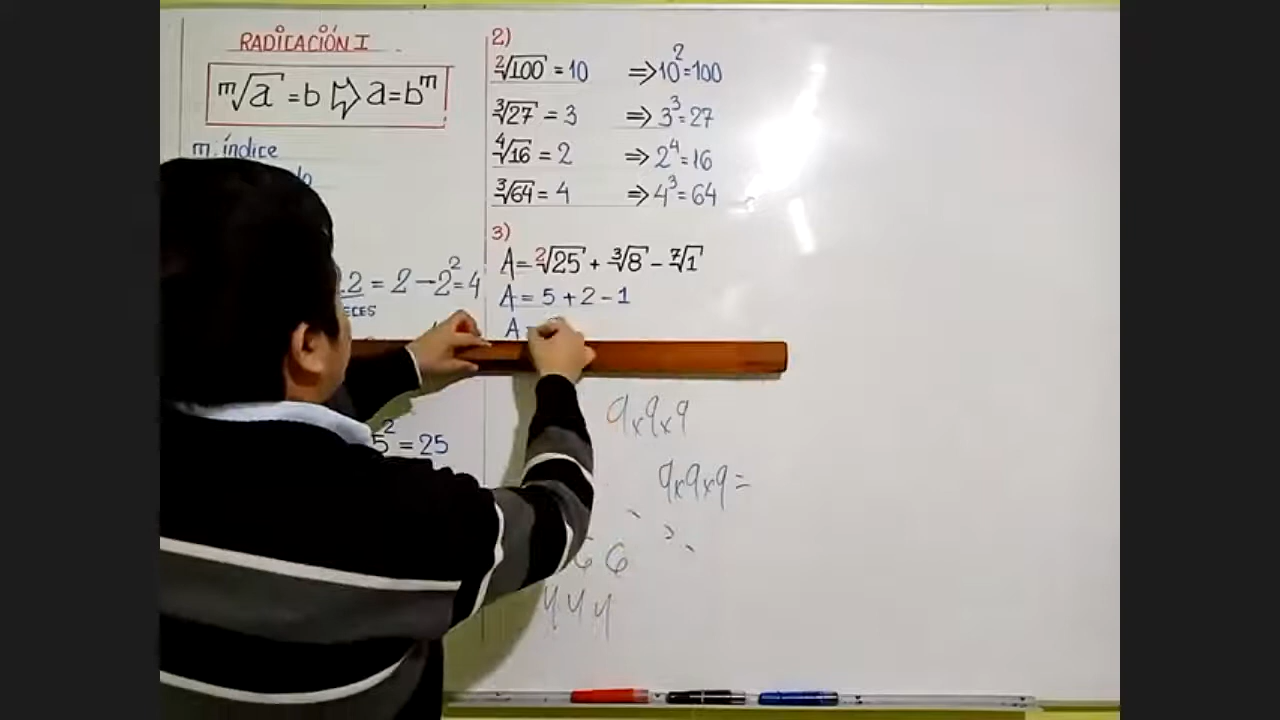 RADICACIÓN I
ᵐ√a = b ⇒ a = bᵐ
m: índice
2 = 2 – 2² = 4
ECES
5² = 25
2)
²√100 = 10 ⇒ 10² = 100
³√27 = 3 ⇒ 3³ = 27
⁴√16 = 2 ⇒ 2⁴ = 16
³√64 = 4 ⇒ 4³ = 64
3)
A = ²√25 + ³√8 – ⁷√1
A = 5 + 2 – 1
A =
9x9x9
9x9x9 =